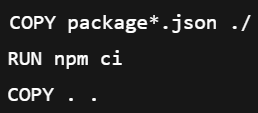 COPY package*.json ./
RUN npm ci
COPY . .